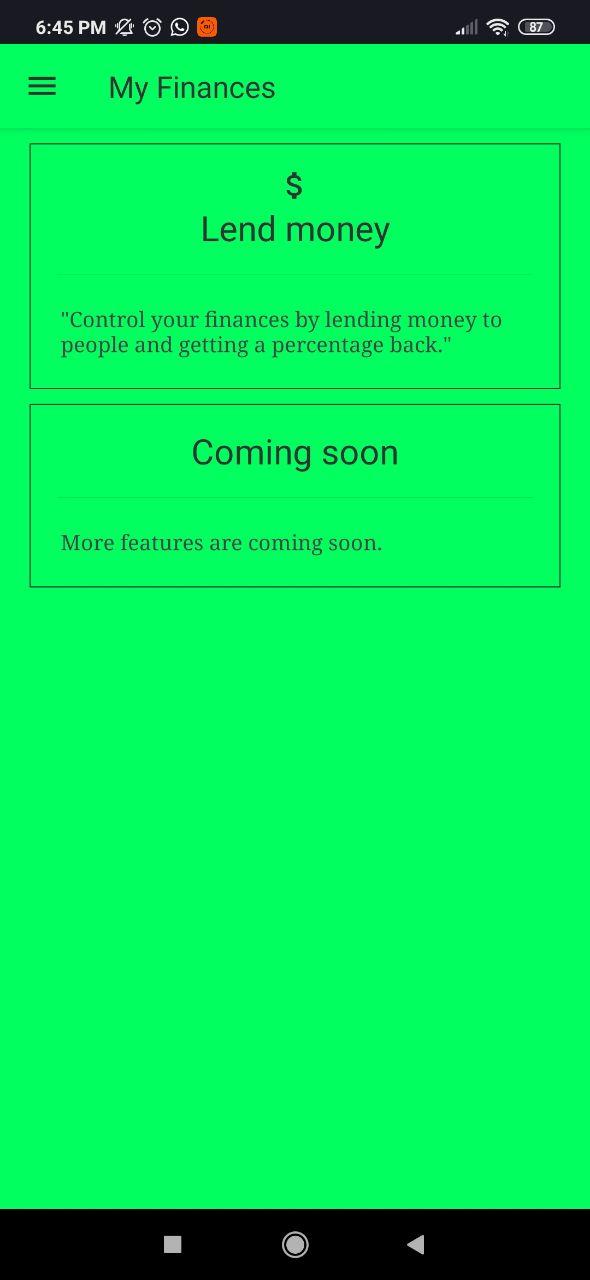 6:45 PM
87
My Finances
$
Lend money
"Control your finances by lending money to
people and getting a percentage back."
Coming soon
More features are coming soon.